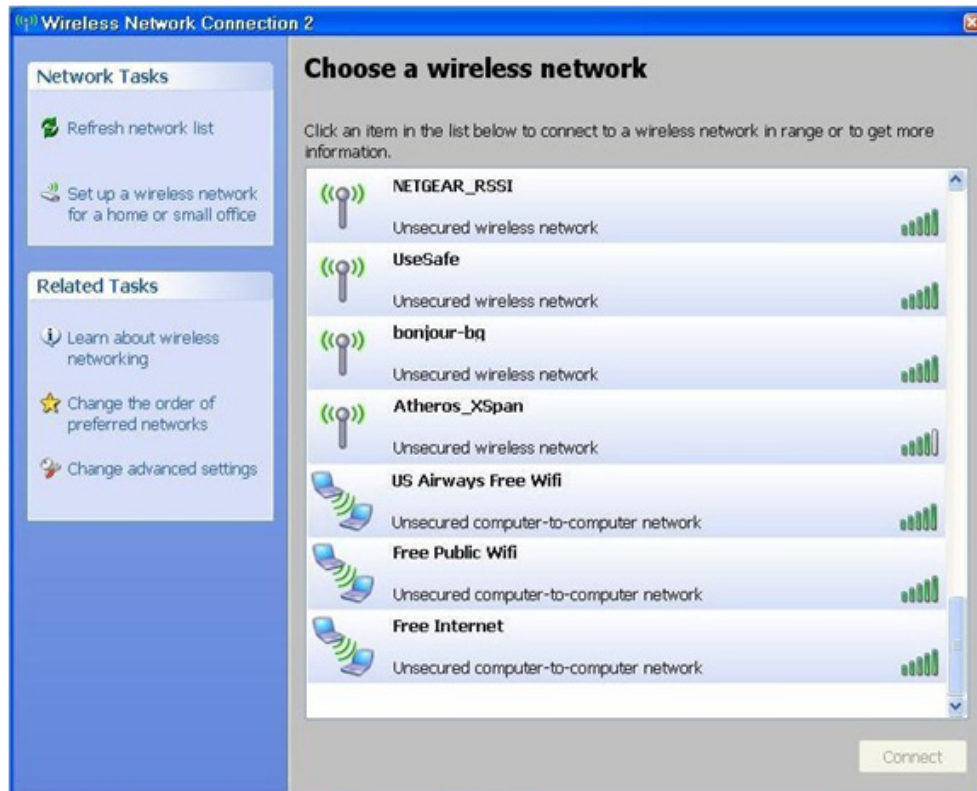 Wireless Network Connection 2
Network Tasks
Refresh network list
Set up a wireless network
for a home or small office
Related Tasks
Learn about wireless
networking
Change the order of
preferred networks
Change advanced settings
Choose a wireless network
Click an item in the list below to connect to a wireless network in range or to get more
information.
NETGEAR_RSSI
Unsecured wireless network
UseSafe
Unsecured wireless network
bonjour-bg
Unsecured wireless network
Atheros_XSpan
Unsecured wireless network
US Airways Free Wifi
Unsecured computer-to-computer network
Free Public Wifi
Unsecured computer-to-computer network
Free Internet
Unsecured computer-to-computer network
Connect